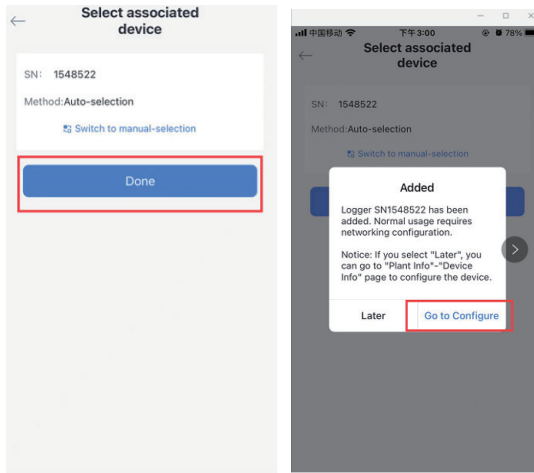 Select associated
device
SN: 1548522
Method:Auto-selection
Switch to manual-selection
Done
中国移动
下午3:00
78%
Select associated
device
SN: 1548522
Method:Auto-selection
Switch to manual-selection
Added
Logger SN1548522 has been
added. Normal usage requires
networking configuration.
Notice: If you select "Later", you
can go to "Plant Info"-"Device
Info" page to configure the device.
Later
Go to Configure